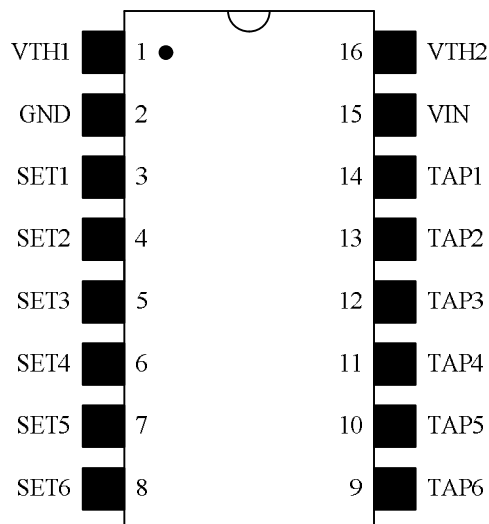 VTH1 1 16 VTH2
GND 2 15 VIN
SET1 3 14 TAP1
SET2 4 13 TAP2
SET3 5 12 TAP3
SET4 6 11 TAP4
SET5 7 10 TAP5
SET6 8 9 TAP6